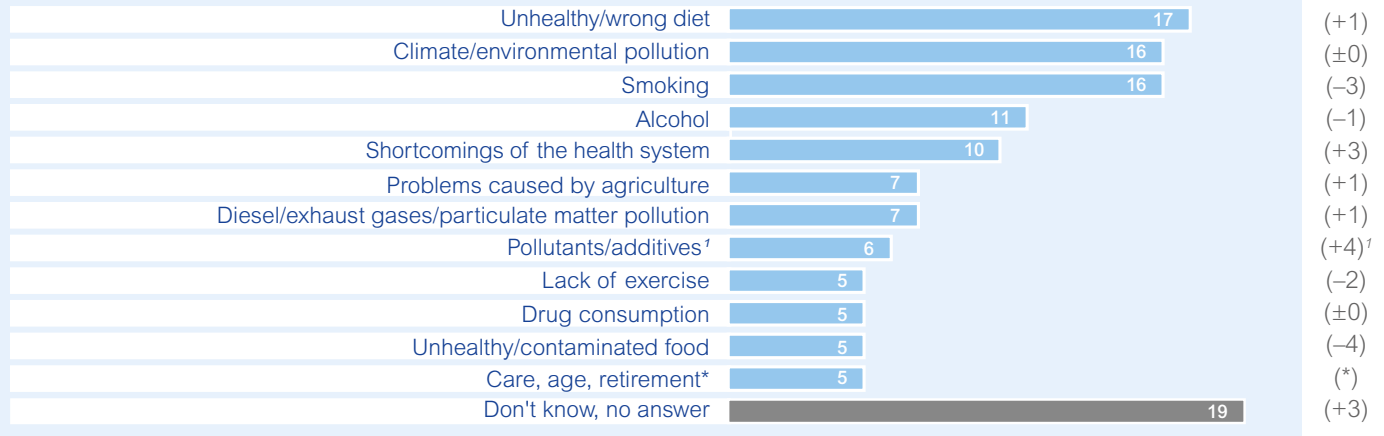 Unhealthy/wrong diet 17 (+1)
Climate/environmental pollution 16 (±0)
Smoking 16 (–3)
Alcohol 11 (–1)
Shortcomings of the health system 10 (+3)
Problems caused by agriculture 7 (+1)
Diesel/exhaust gases/particulate matter pollution 7 (+1)
Pollutants/additives¹ 6 (+4)¹
Lack of exercise 5 (–2)
Drug consumption 5 (±0)
Unhealthy/contaminated food 5 (–4)
Care, age, retirement* 5 (*)
Don't know, no answer 19 (+3)